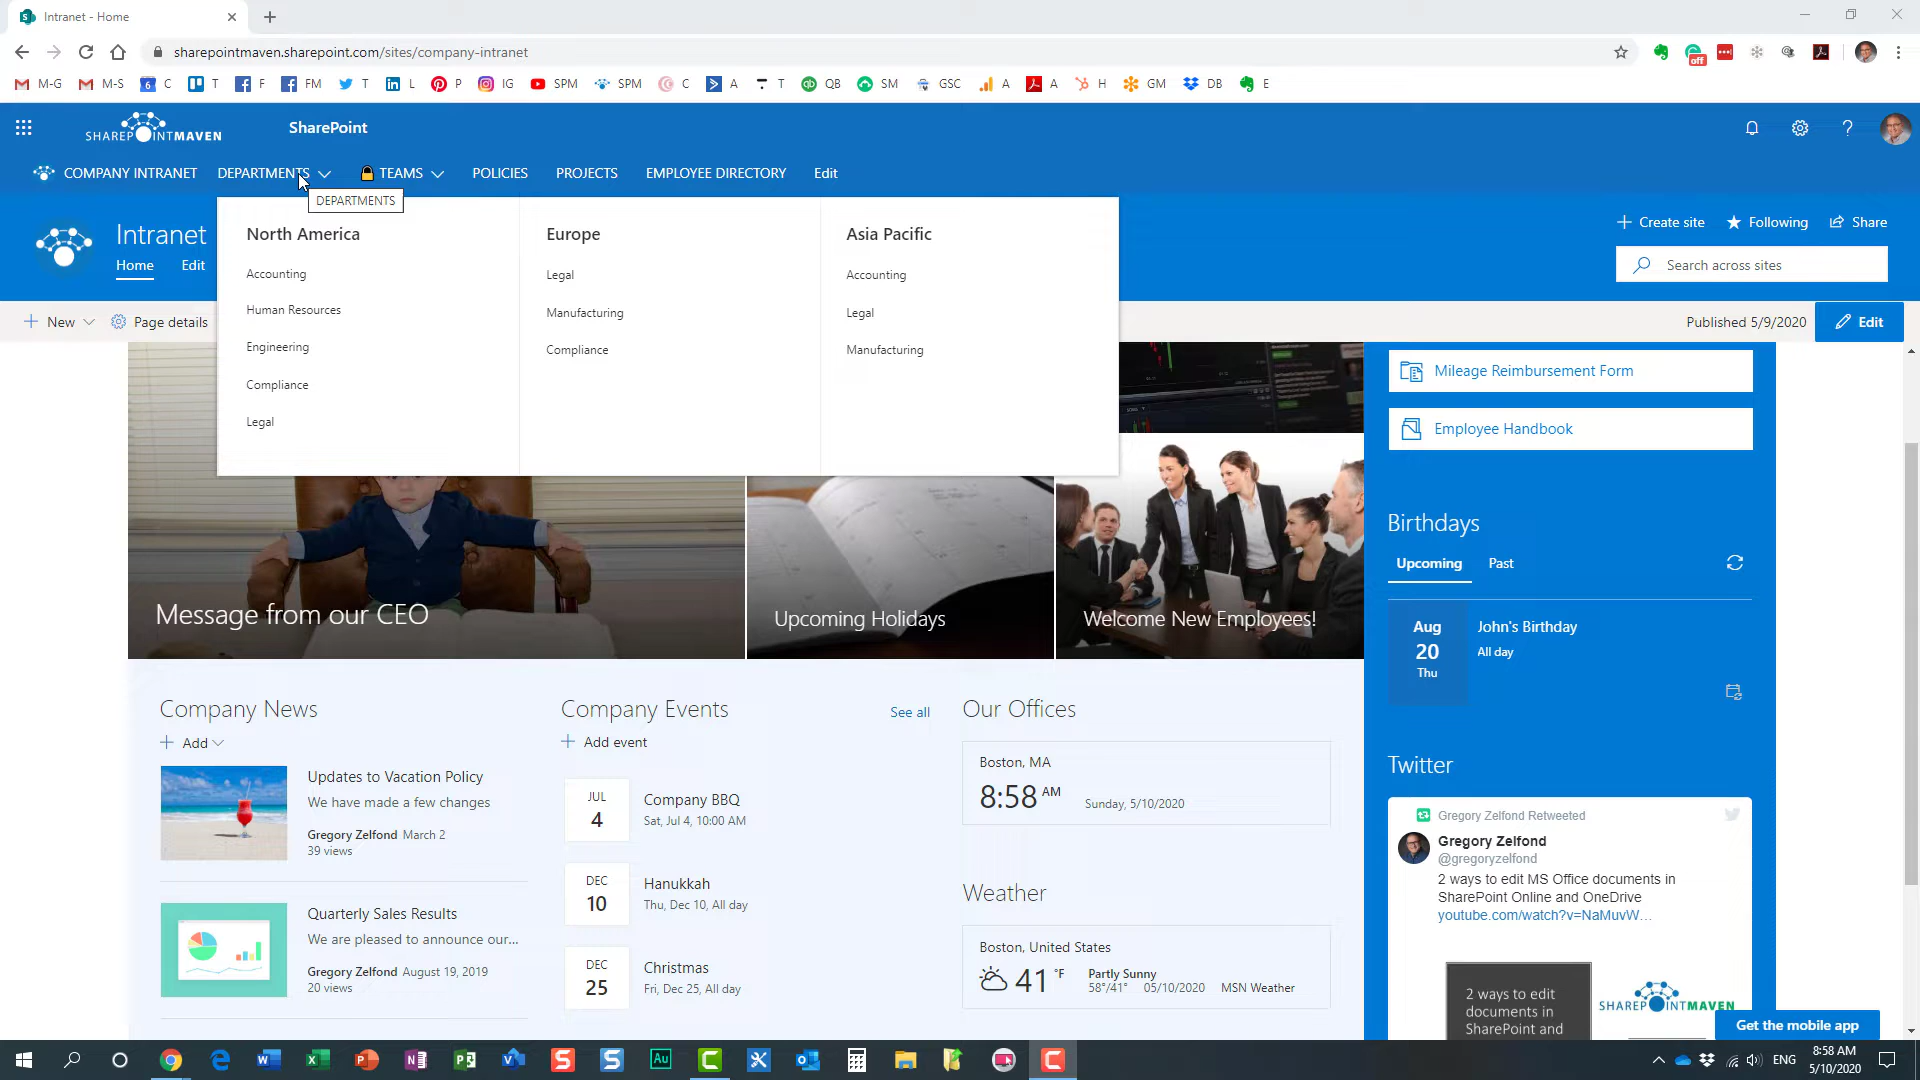 Intranet - Home
sharepointmaven.sharepoint.com/sites/company-intranet
off
M-G M-S 6 C T F FM T L P IG SPM SPM C A T QB SM GSC A A H GM DB E
SHAREPOINTMAVEN SharePoint
COMPANY INTRANET DEPARTMENTS TEAMS POLICIES PROJECTS EMPLOYEE DIRECTORY Edit
DEPARTMENTS
Intranet
Home Edit
Create site Following Share
Search across sites
North America
Accounting
Human Resources
Engineering
Compliance
Legal
Europe
Legal
Manufacturing
Compliance
Asia Pacific
Accounting
Legal
Manufacturing
New Page details
Published 5/9/2020 Edit
Message from our CEO
Upcoming Holidays
Welcome New Employees!
Mileage Reimbursement Form
Employee Handbook
Birthdays
Upcoming Past
Aug
20
Thu
John's Birthday
All day
Company News
Add
Updates to Vacation Policy
We have made a few changes
Gregory Zelfond March 2
39 views
Quarterly Sales Results
We are pleased to announce our...
Gregory Zelfond August 19, 2019
20 views
Company Events
See all
Add event
JUL
4
Company BBQ
Sat, Jul 4, 10:00 AM
DEC
10
Hanukkah
Thu, Dec 10, All day
DEC
25
Christmas
Fri, Dec 25, All day
Our Offices
Boston, MA
8:58 AM
Sunday, 5/10/2020
Weather
Boston, United States
41 °F
Partly Sunny
58°/41° 05/10/2020 MSN Weather
Twitter
Gregory Zelfond Retweeted
Gregory Zelfond
@gregoryzelfond
2 ways to edit MS Office documents in
SharePoint Online and OneDrive
youtube.com/watch?v=NaMuvW…
2 ways to edit
documents in
SharePoint and
SHAREPOINTMAVEN
Get the mobile app
ENG
8:58 AM
5/10/2020